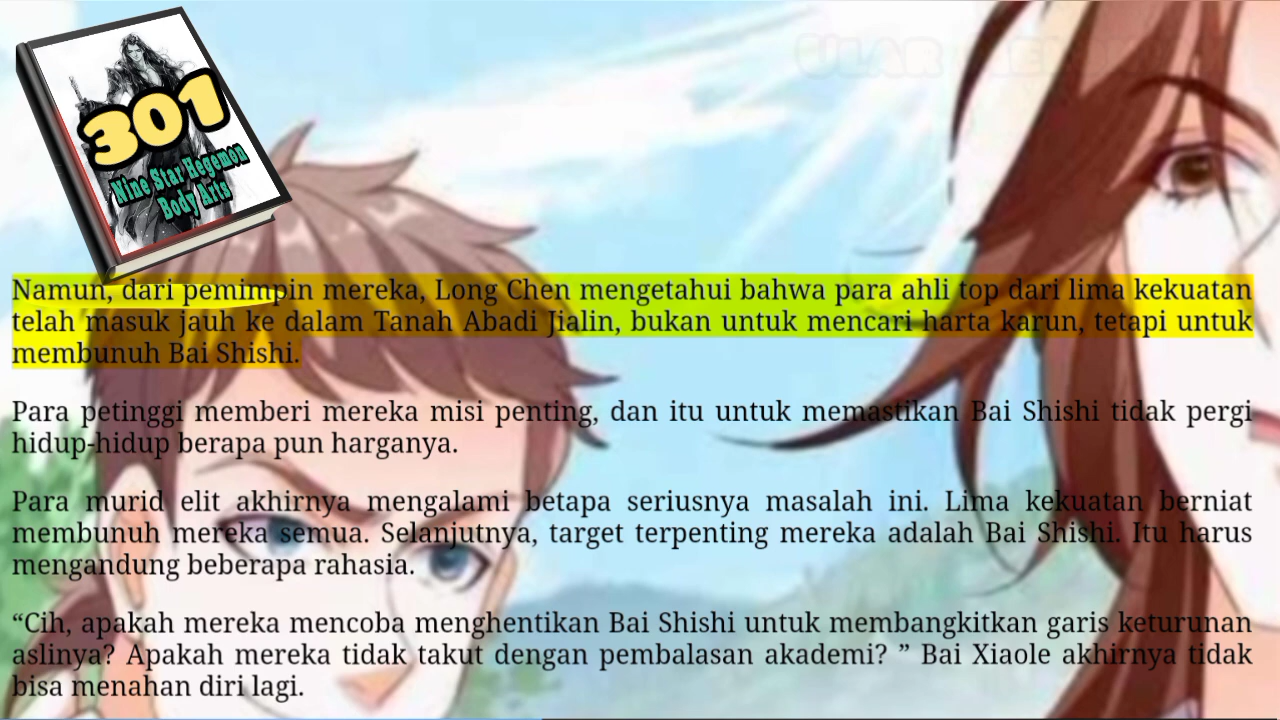 301
Nine Star Hegemon
Body Arts
Namun, dari pemimpin mereka, Long Chen mengetahui bahwa para ahli top dari lima kekuatan
telah masuk jauh ke dalam Tanah Abadi Jialin, bukan untuk mencari harta karun, tetapi untuk
membunuh Bai Shishi.
Para petinggi memberi mereka misi penting, dan itu untuk memastikan Bai Shishi tidak pergi
hidup-hidup berapa pun harganya.
Para murid elit akhirnya mengalami betapa seriusnya masalah ini. Lima kekuatan berniat
membunuh mereka semua. Selanjutnya, target terpenting mereka adalah Bai Shishi. Itu harus
mengandung beberapa rahasia.
“Cih, apakah mereka mencoba menghentikan Bai Shishi untuk membangkitkan garis keturunan
aslinya? Apakah mereka tidak takut dengan pembalasan akademi? ” Bai Xiaole akhirnya tidak
bisa menahan diri lagi.